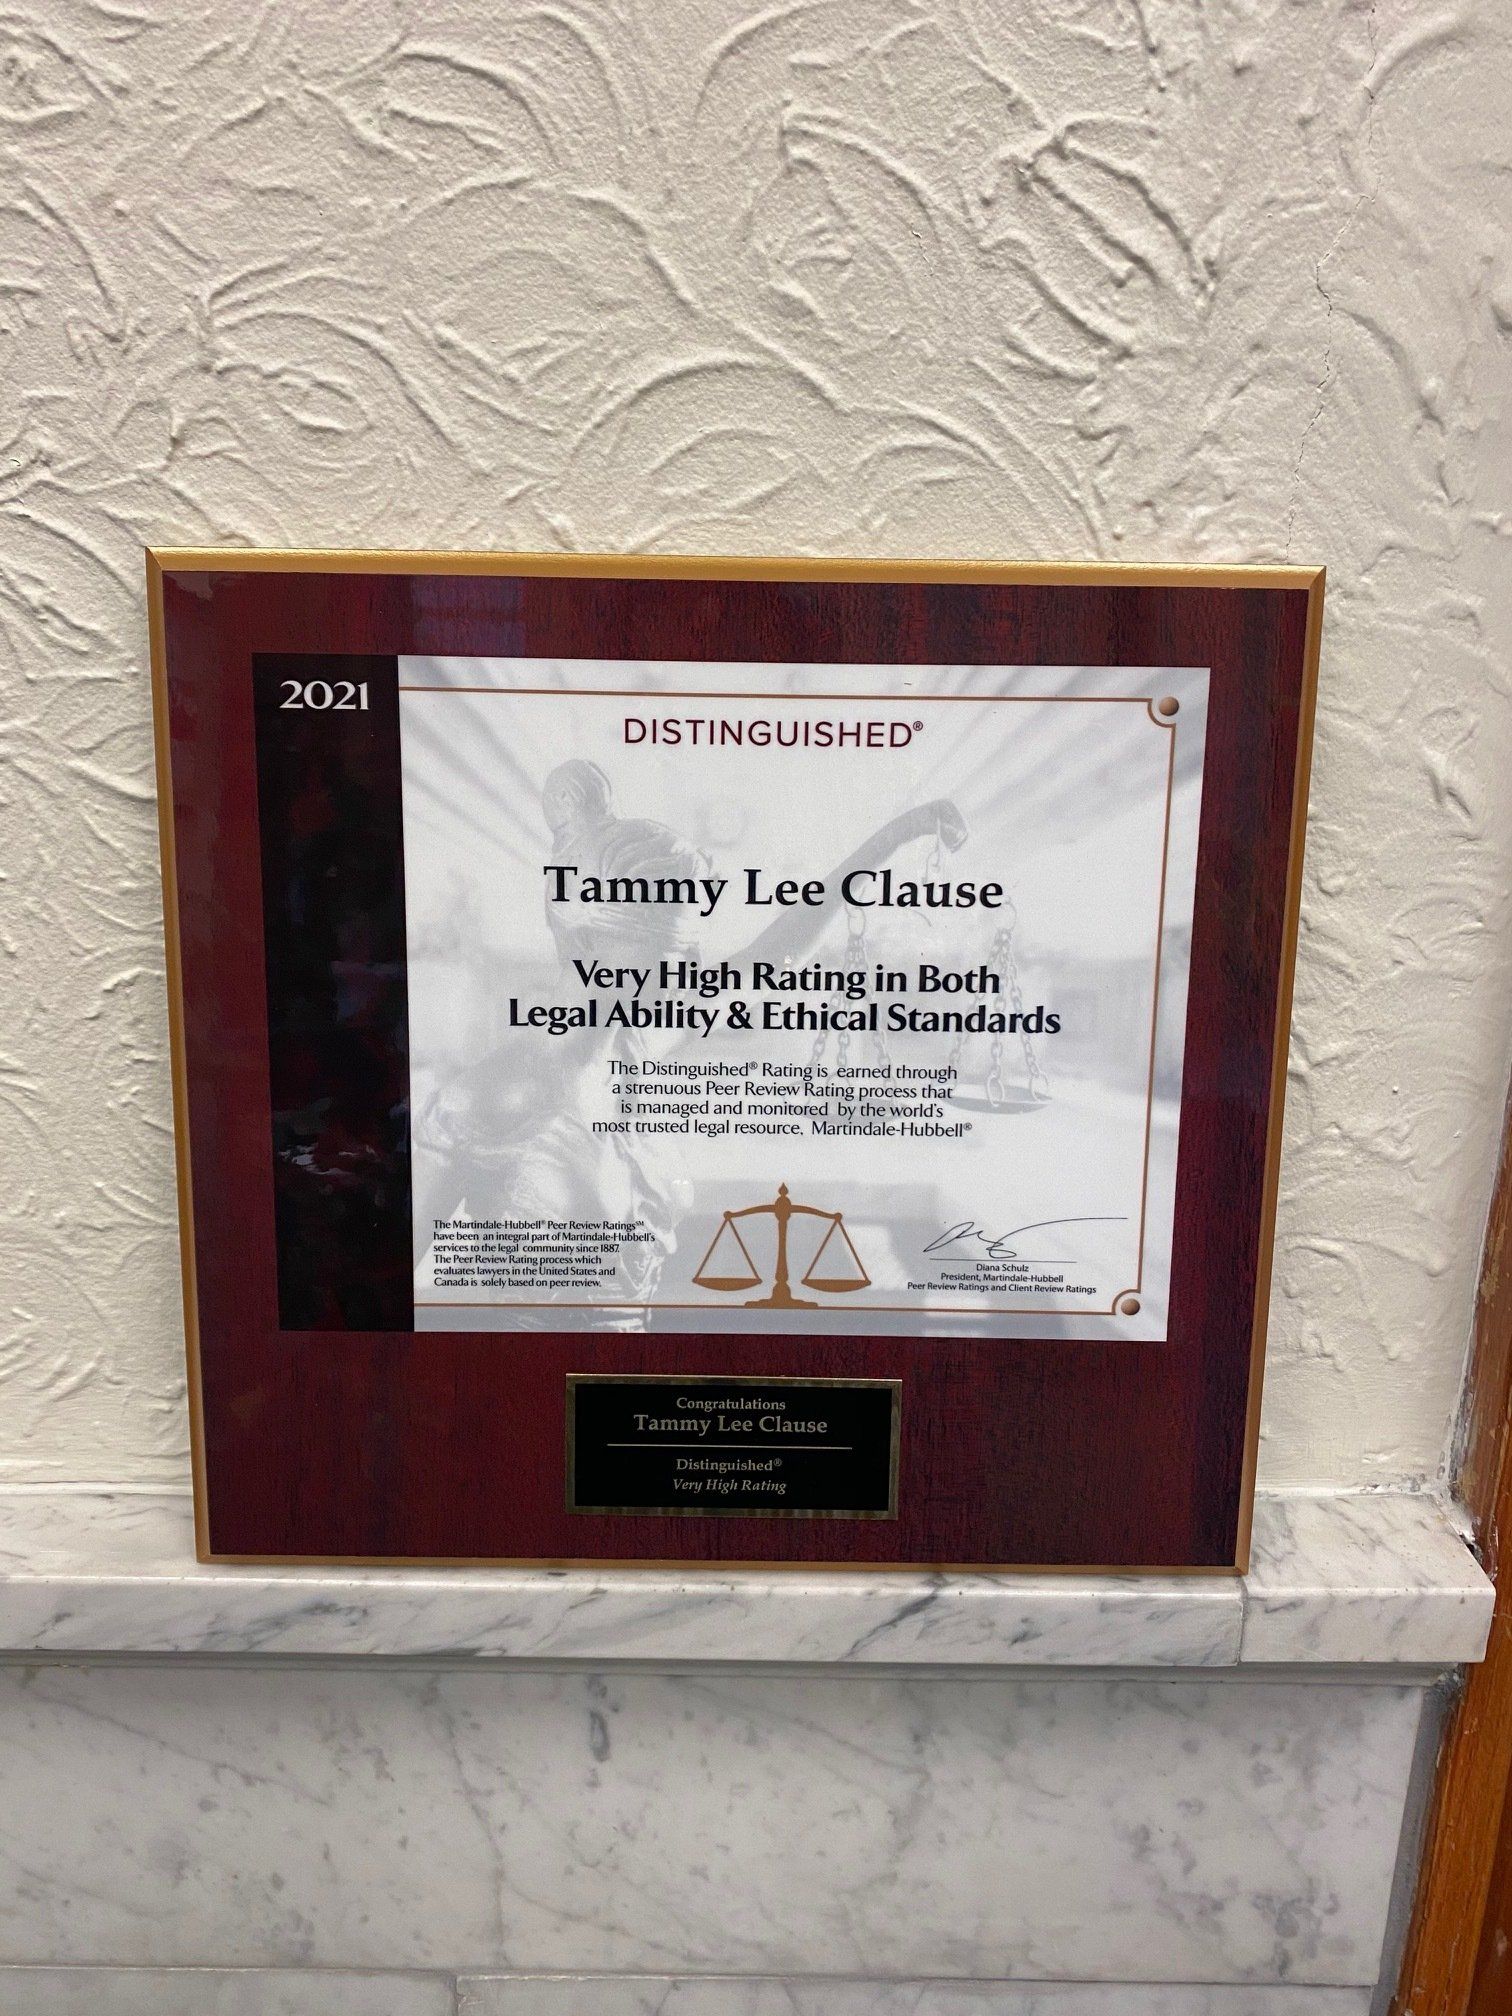 2021
DISTINGUISHED®
Tammy Lee Clause
Very High Rating in Both
Legal Ability & Ethical Standards
The Distinguished® Rating is earned through
a strenuous Peer Review Rating process that
is managed and monitored by the world's
most trusted legal resource, Martindale-Hubbell®
The Martindale-Hubbell® Peer Review Ratings℠
have been an integral part of Martindale-Hubbell's
services to the legal community since 1887.
The Peer Review Rating process which
evaluates lawyers in the United States and
Canada is solely based on peer review.
Diana Schulz
President, Martindale-Hubbell
Peer Review Ratings and Client Review Ratings
Congratulations
Tammy Lee Clause
Distinguished®
Very High Rating